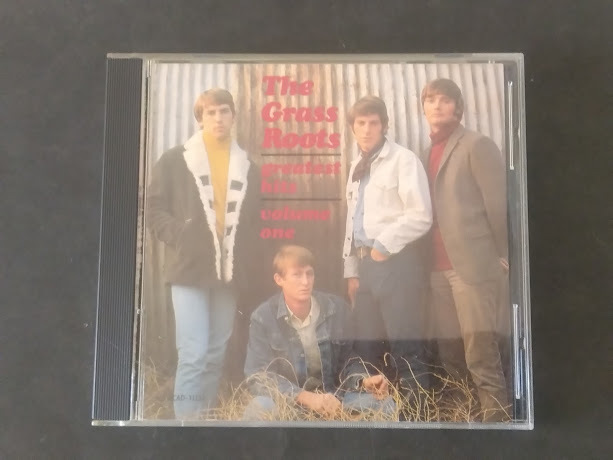 The
Grass
Roots
greatest
hits
volume
one